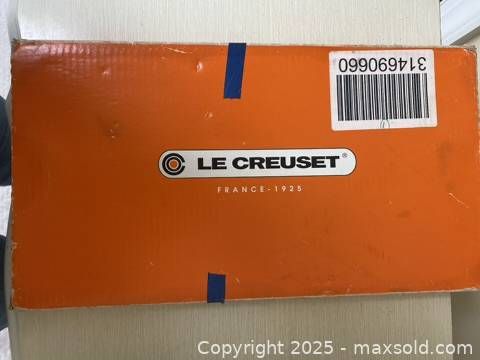 314690660
LE CREUSET®
FRANCE - 1925
Copyright © 2025 - maxsold.com